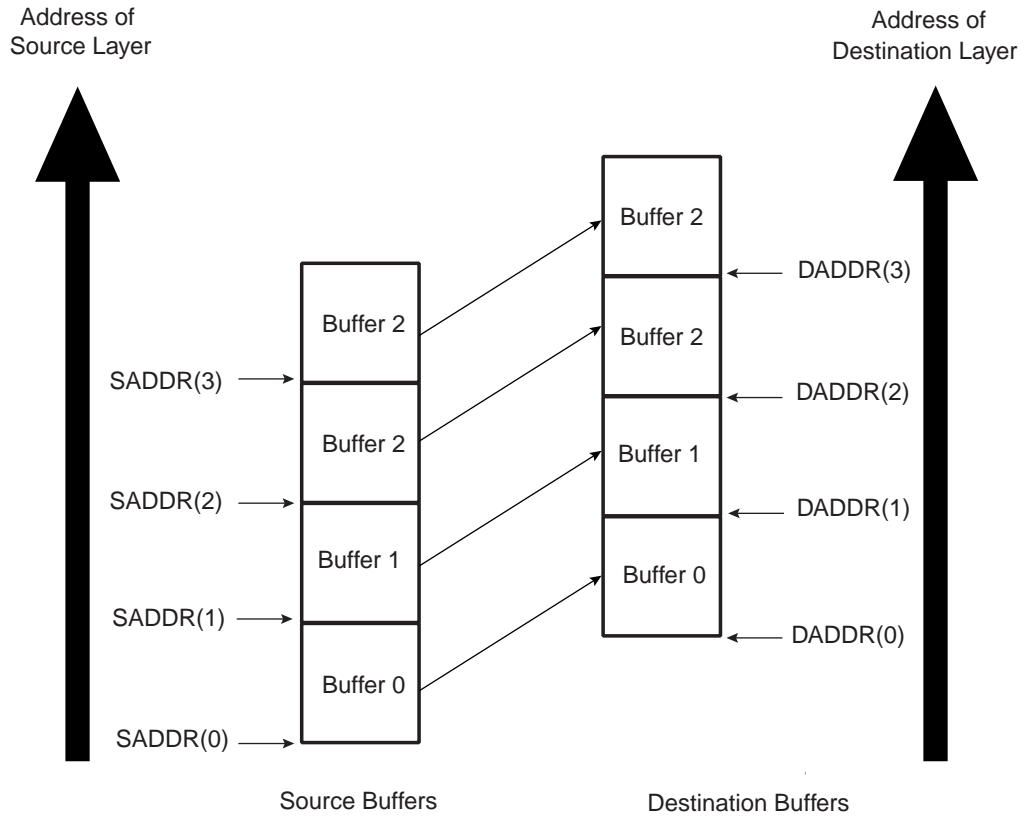 Address of
Source Layer
Address of
Destination Layer
Buffer 2
DADDR(3)
Buffer 2
SADDR(3)
Buffer 2
DADDR(2)
Buffer 2
SADDR(2)
Buffer 1
DADDR(1)
Buffer 1
SADDR(1)
Buffer 0
DADDR(0)
Buffer 0
SADDR(0)
Source Buffers
Destination Buffers